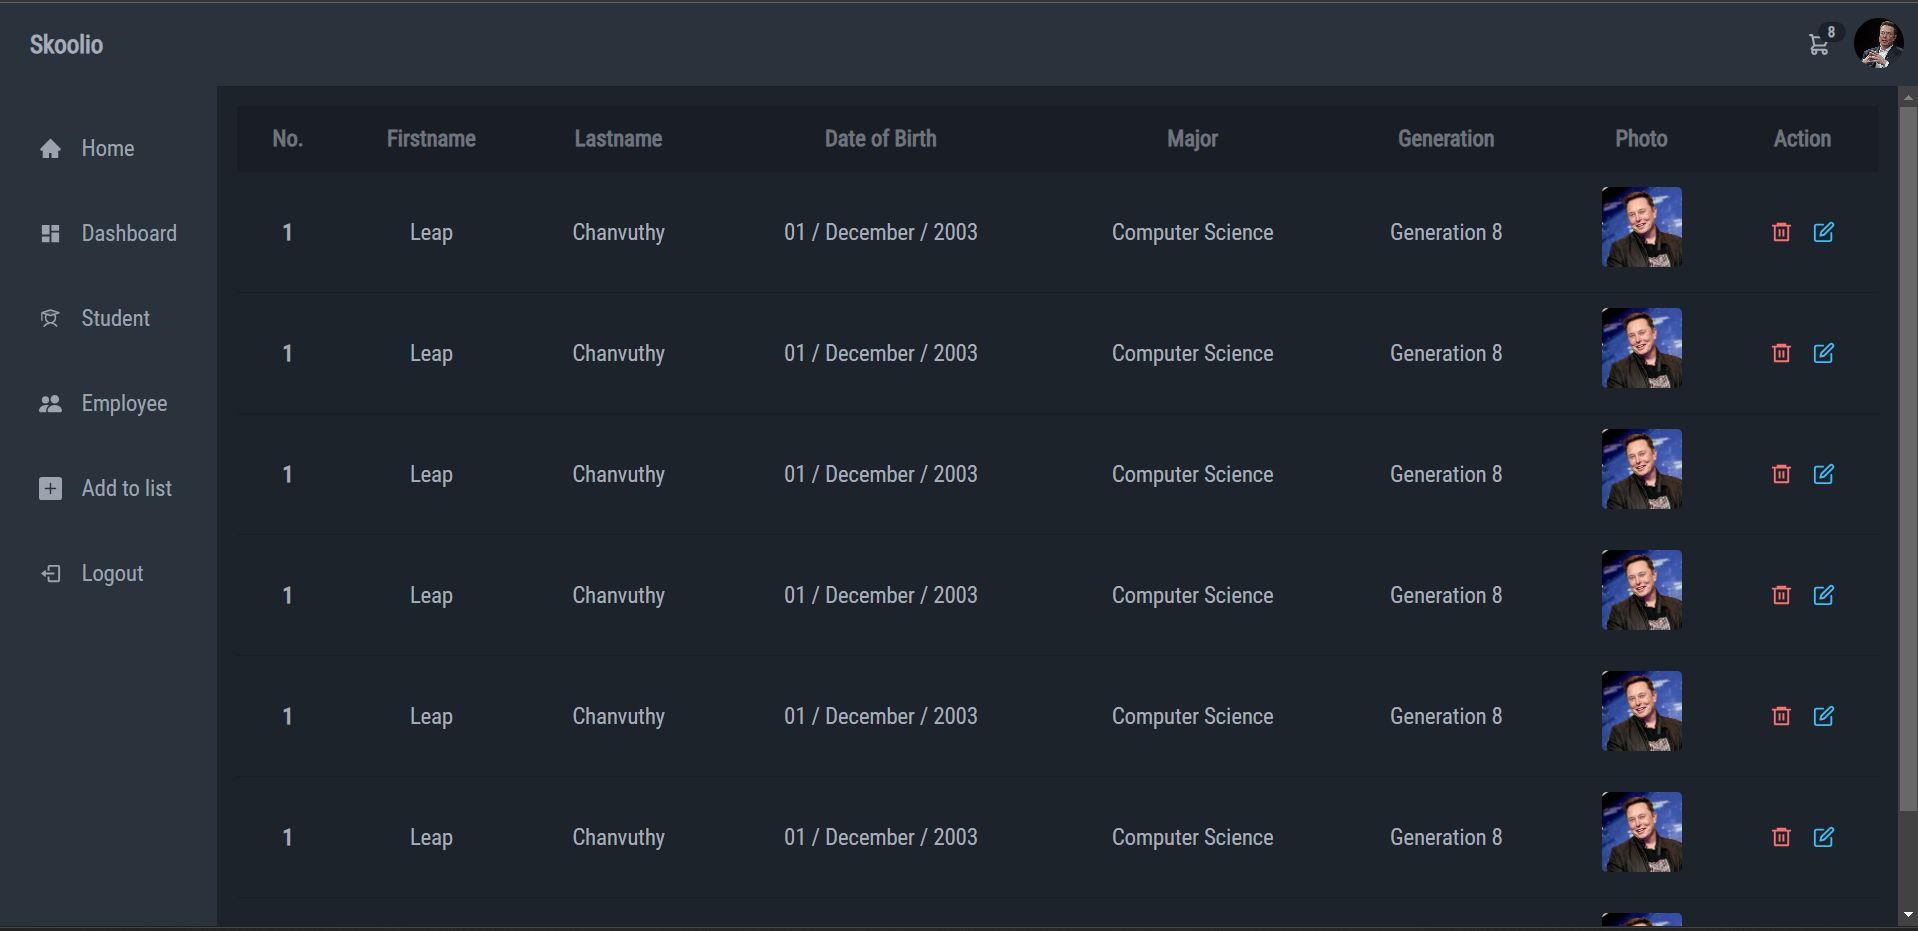 Skoolio
8
Home
Dashboard
Student
Employee
Add to list
Logout
No. Firstname Lastname Date of Birth Major Generation Photo Action
1 Leap Chanvuthy 01 / December / 2003 Computer Science Generation 8
1 Leap Chanvuthy 01 / December / 2003 Computer Science Generation 8
1 Leap Chanvuthy 01 / December / 2003 Computer Science Generation 8
1 Leap Chanvuthy 01 / December / 2003 Computer Science Generation 8
1 Leap Chanvuthy 01 / December / 2003 Computer Science Generation 8
1 Leap Chanvuthy 01 / December / 2003 Computer Science Generation 8